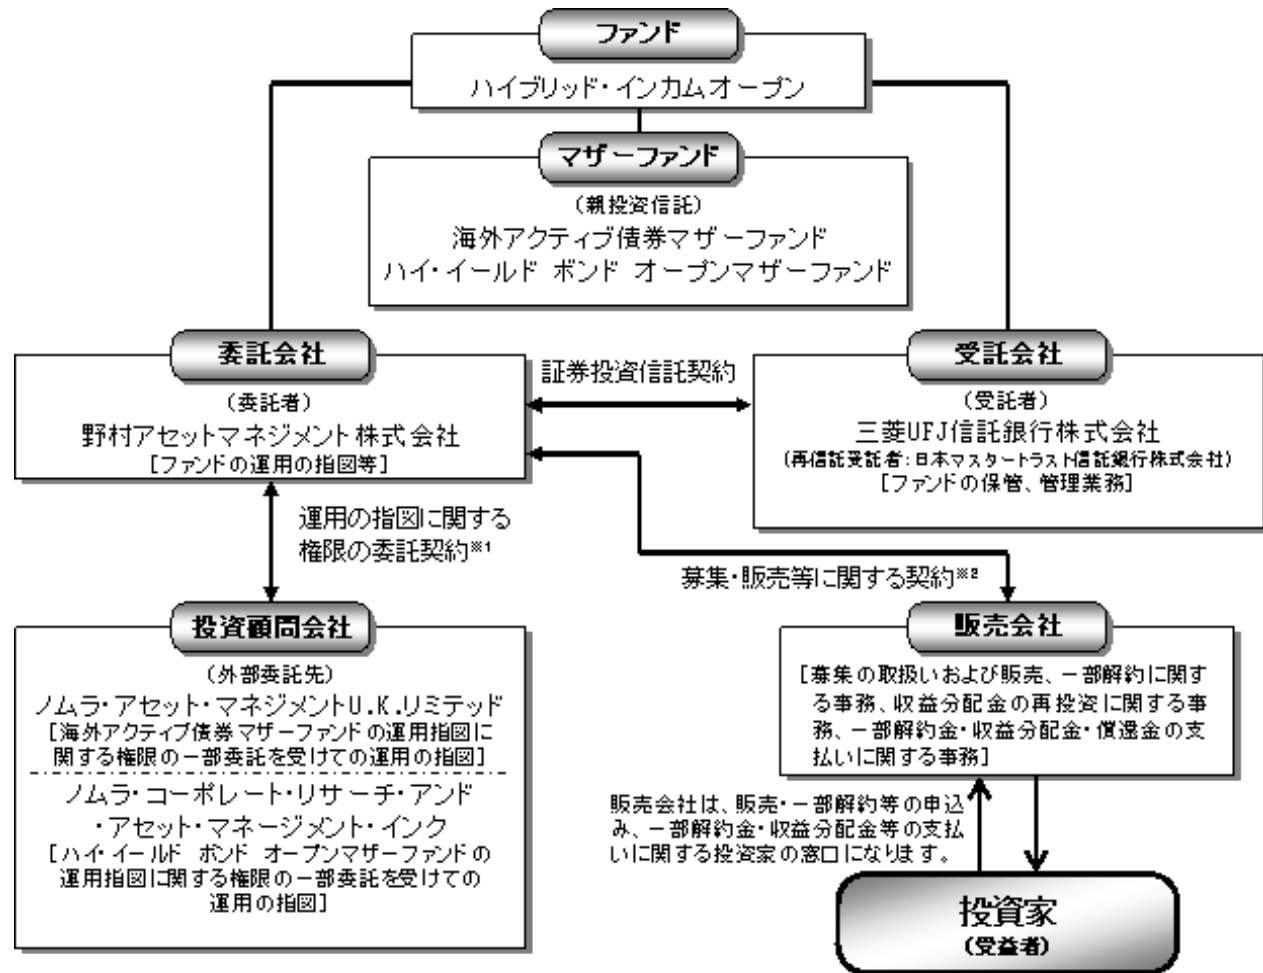 ファンド
ハイブリッド・インカムオープン
マザーファンド
(親投資信託)
海外アクティブ債券マザーファンド
ハイ・イールド ボンド オープンマザーファンド
委託会社
(委託者)
野村アセットマネジメント株式会社
[ファンドの運用の指図等]
証券投資信託契約
受託会社
(受託者)
三菱UFJ信託銀行株式会社
(再信託受託者:日本マスタートラスト信託銀行株式会社)
[ファンドの保管、管理業務]
運用の指図に関する
権限の委託契約※1
募集・販売等に関する契約※2
投資顧問会社
(外部委託先)
ノムラ・アセット・マネジメントU.K.リミテッド
[海外アクティブ債券マザーファンドの運用指図に
関する権限の一部委託を受けての運用の指図]
ノムラ・コーポレート・リサーチ・アンド
・アセット・マネージメント・インク
[ハイ・イールド ボンド オープンマザーファンドの
運用指図に関する権限の一部委託を受けての
運用の指図]
販売会社
[募集の取扱いおよび販売、一部解約に関す
る事務、収益分配金の再投資に関する事
務、一部解約金・収益分配金・償還金の支
払いに関する事務]
販売会社は、販売・一部解約等の申込
み、一部解約金・収益分配金等の支払
いに関する投資家の窓口になります。
投資家
(受益者)